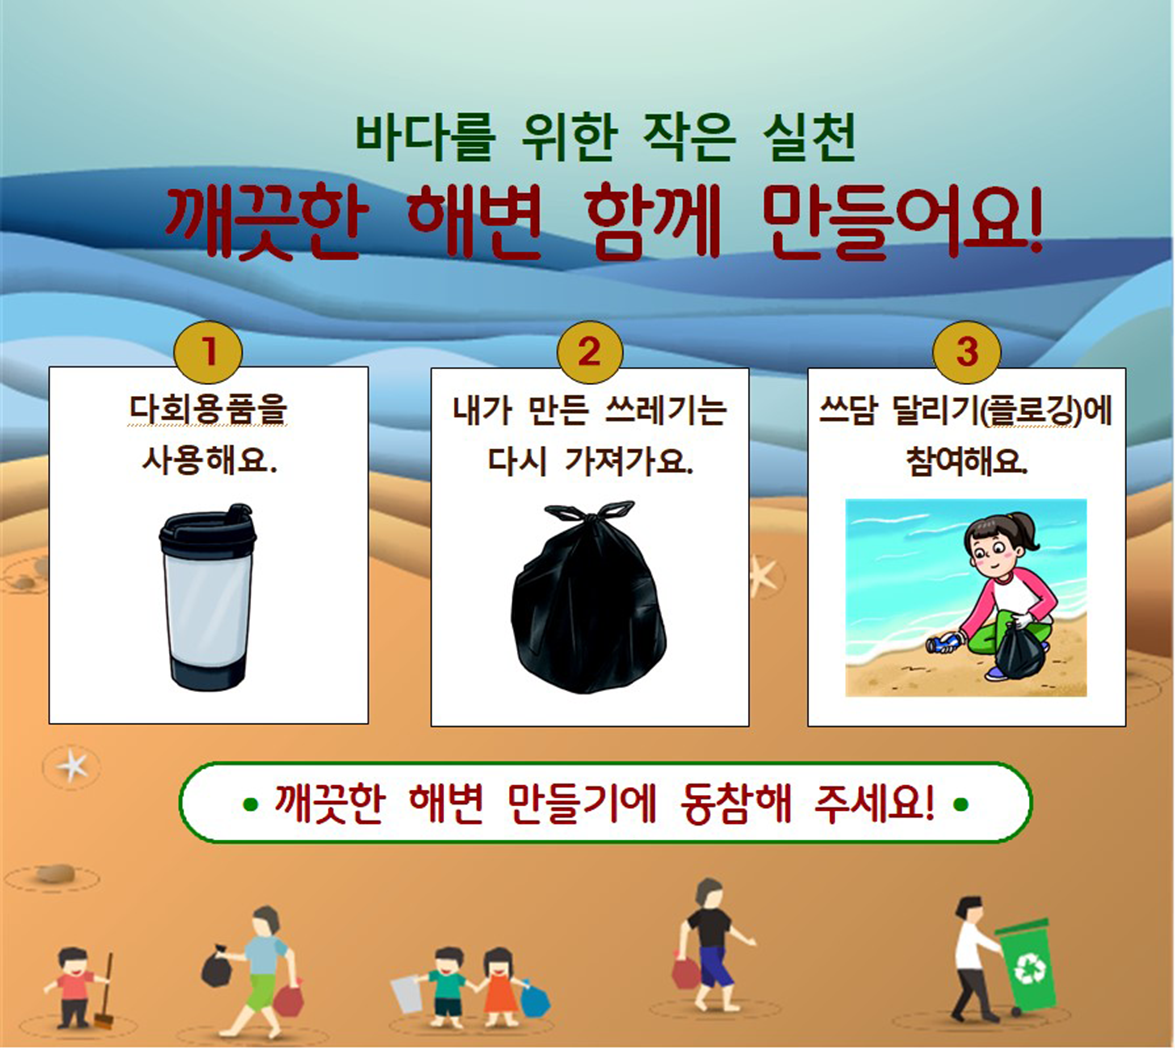 바다를 위한 작은 실천
깨끗한 해변 함께 만들어요!
1
다회용품을
사용해요.
2
내가 만든 쓰레기는
다시 가져가요.
3
쓰담 달리기(플로깅)에
참여해요.
• 깨끗한 해변 만들기에 동참해 주세요! •